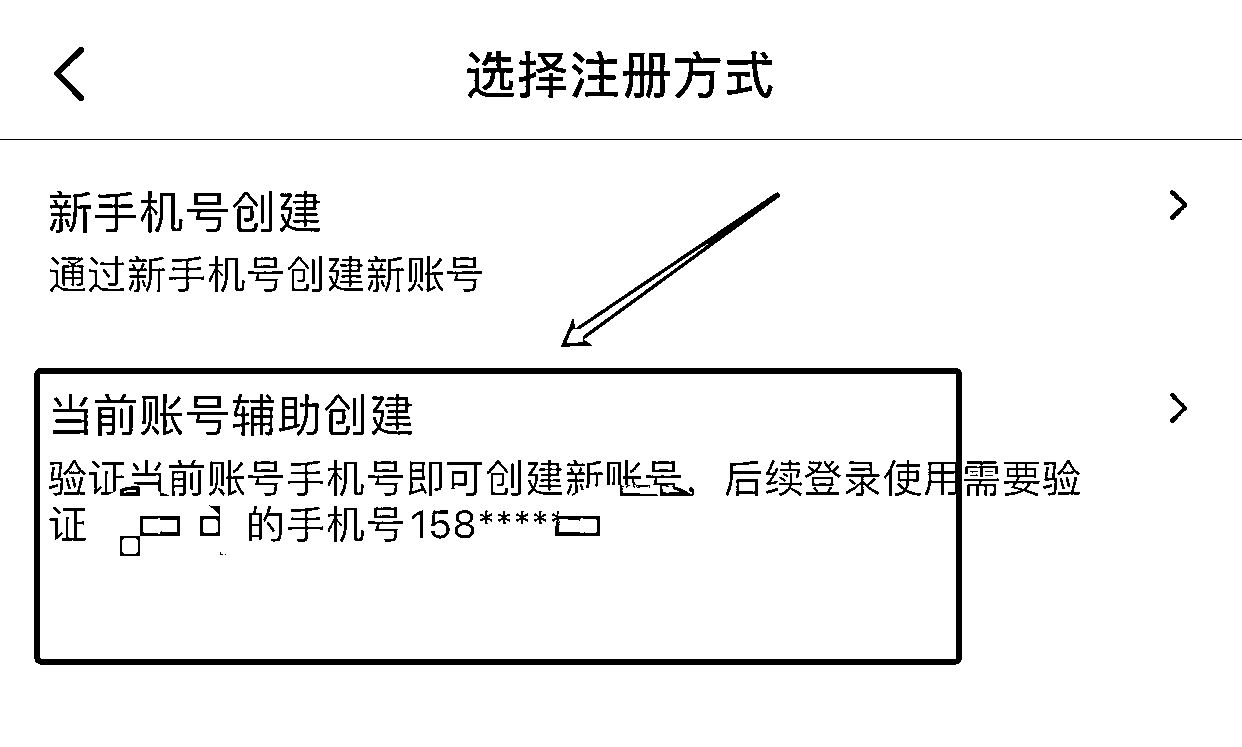 选择注册方式
新手机号创建
通过新手机号创建新账号
当前账号辅助创建
验证当前账号手机号即可创建新账号，后续登录使用需要验
证 的手机号158*****